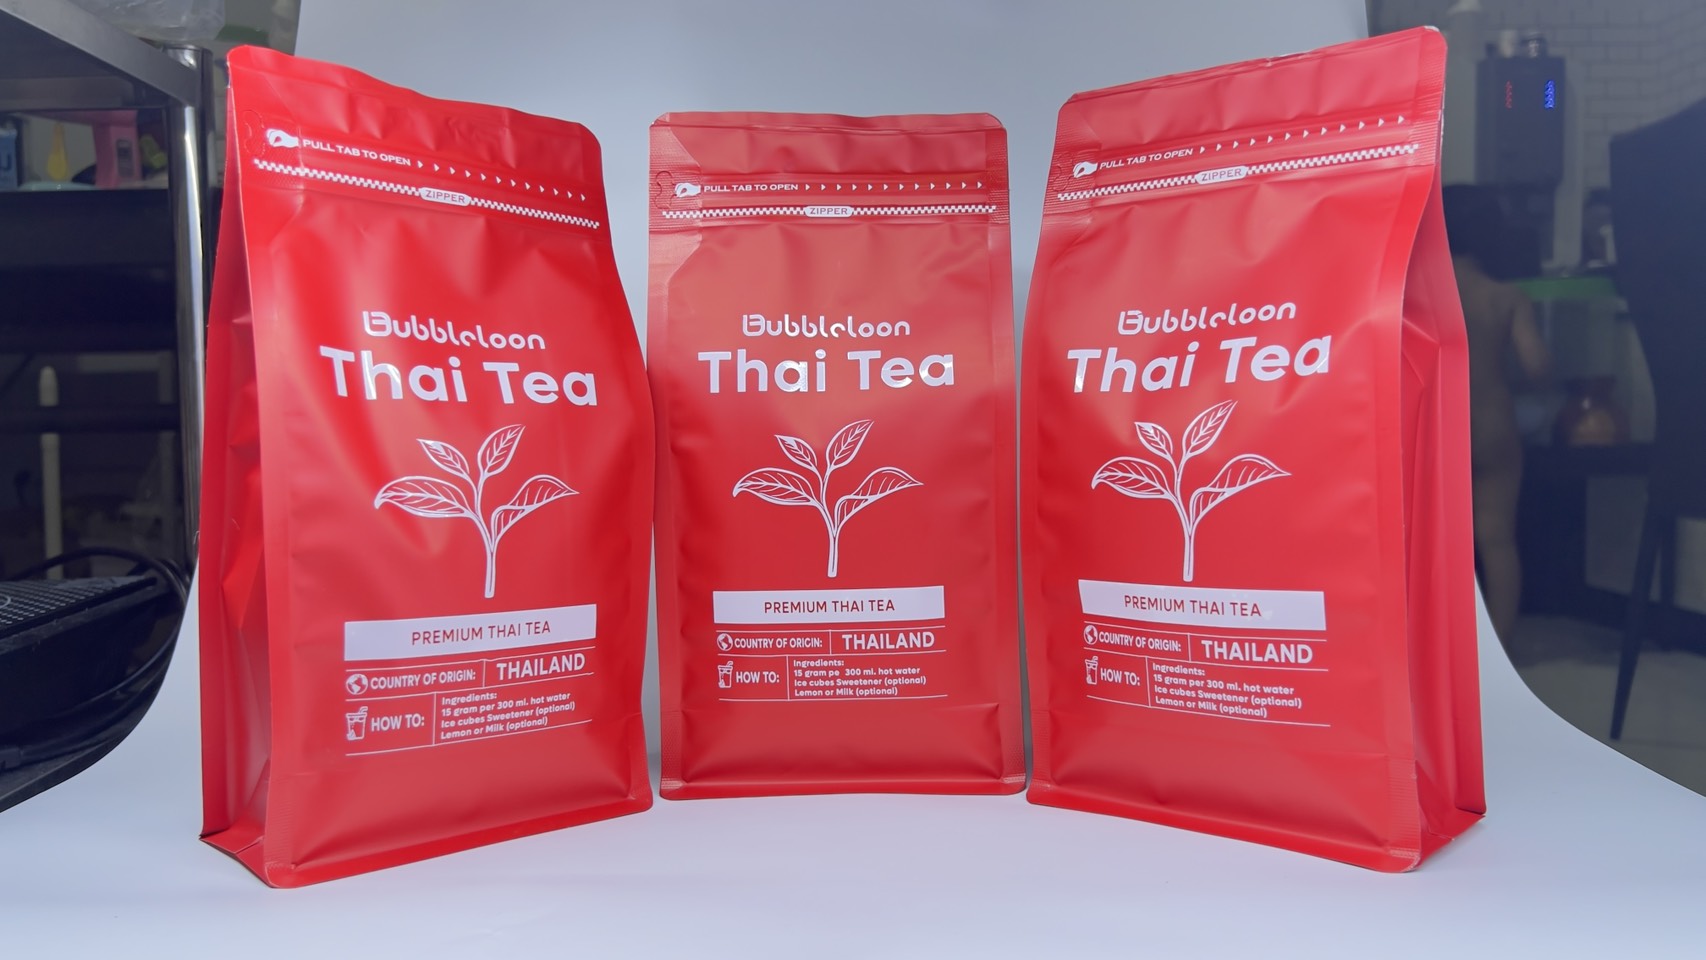 PULL TAB TO OPEN
ZIPPER
Bubbleloon
Thai Tea
PREMIUM THAI TEA
COUNTRY OF ORIGIN: THAILAND
HOW TO:
Ingredients:
15 gram per 300 ml. hot water
Ice cubes Sweetener (optional)
Lemon or Milk (optional)
PULL TAB TO OPEN
ZIPPER
Bubbleloon
Thai Tea
PREMIUM THAI TEA
COUNTRY OF ORIGIN: THAILAND
HOW TO:
Ingredients:
15 gram pe 300 ml. hot water
Ice cubes Sweetener (optional)
Lemon or Milk (optional)
PULL TAB TO OPEN
ZIPPER
Bubbleloon
Thai Tea
PREMIUM THAI TEA
COUNTRY OF ORIGIN: THAILAND
HOW TO:
Ingredients:
15 gram per 300 ml. hot water
Ice cubes Sweetener (optional)
Lemon or Milk (optional)